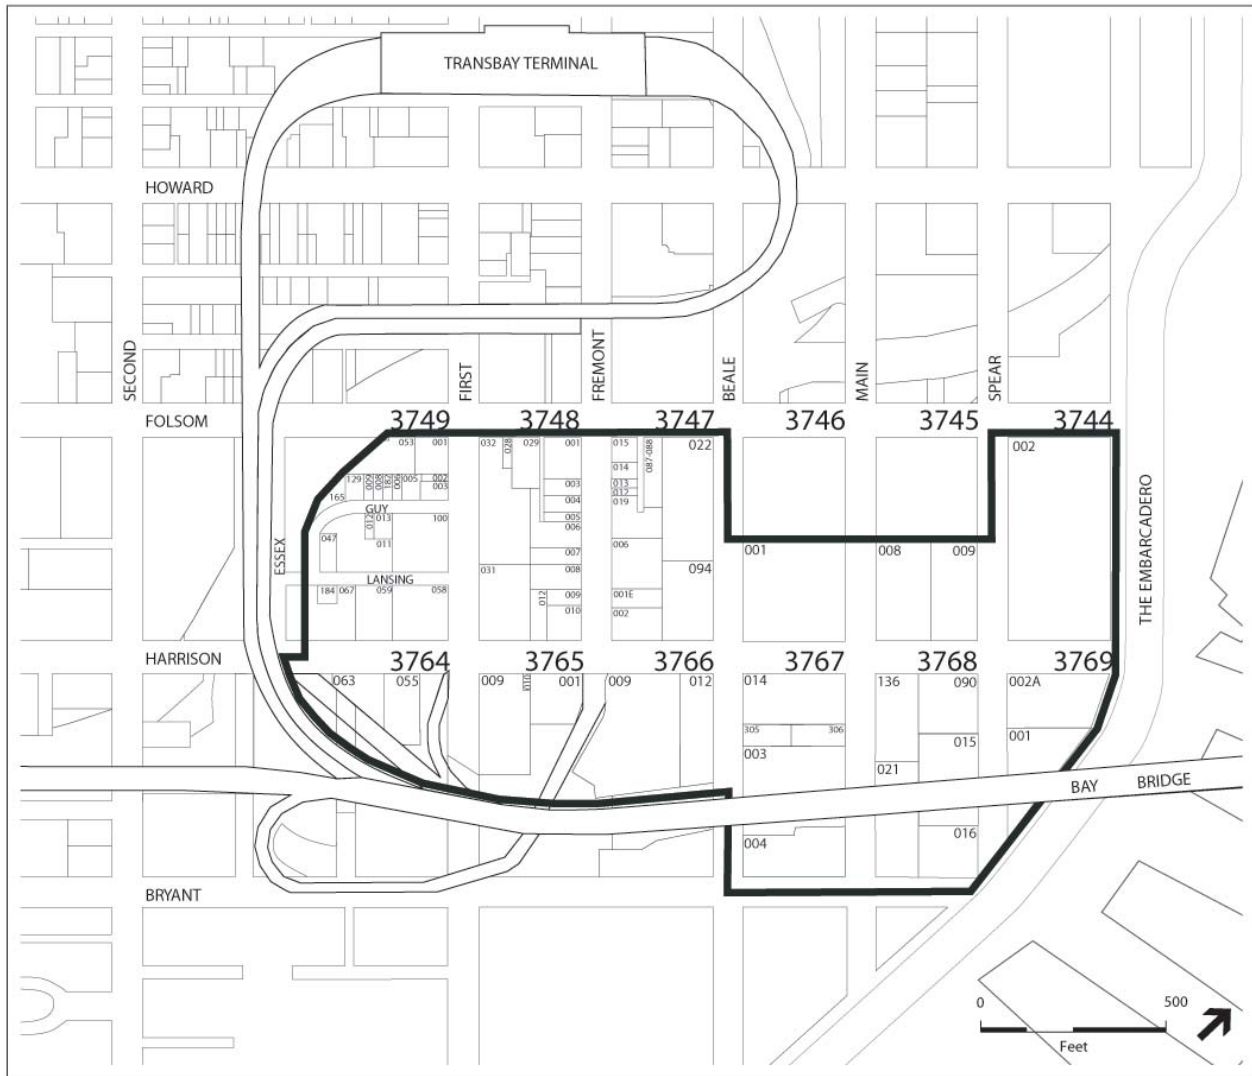 TRANSBAY TERMINAL
HOWARD
SECOND
FIRST
FREMONT
BEALE
MAIN
SPEAR
FOLSOM
3749 3748 3747 3746 3745 3744
053 001 032 028 029 001 015 087-088 022 002
014
129 009 008 182 006 005 002
003 003 013
165 004 012
019
GUY
012 013 100 005
006
047 011 007 006 001 008 009
ESSEX
THE EMBARCADERO
031 008 094
LANSING
184 067 059 058 012 009 001E
010 002
HARRISON
3764 3765 3766 3767 3768 3769
063 055 009 001 009 012 014 136 090 002A
305 306 015 001
003
021
BAY BRIDGE
004 016
BRYANT
0 500
Feet